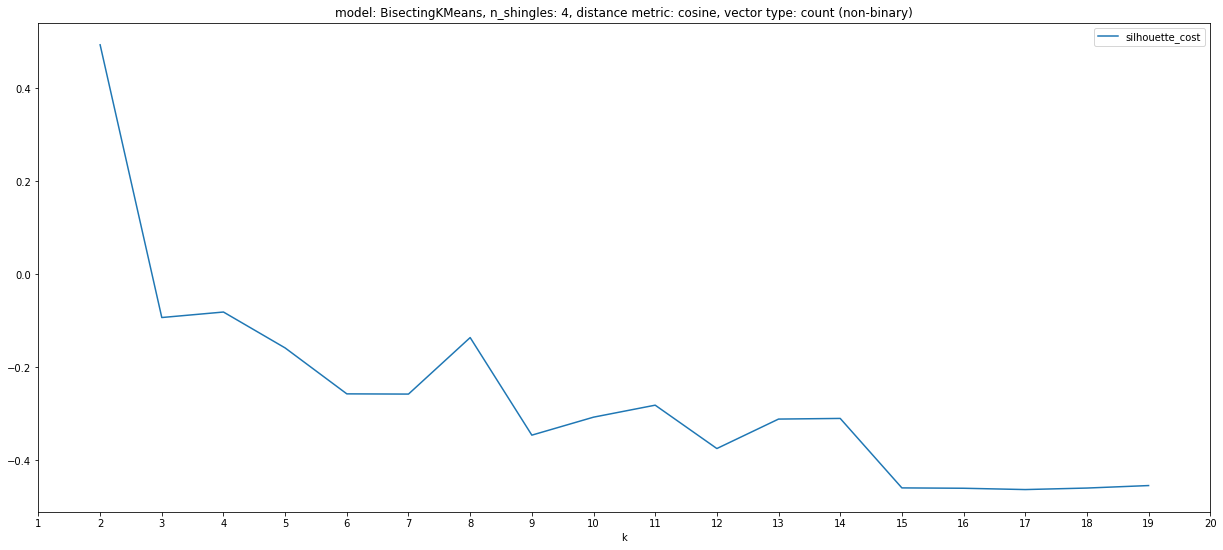 model: BisectingKMeans, n_shingles: 4, distance metric: cosine, vector type: count (non-binary)
silhouette_cost
0.4
0.2
0.0
−0.2
−0.4
1 2 3 4 5 6 7 8 9 10 11 12 13 14 15 16 17 18 19 20
k